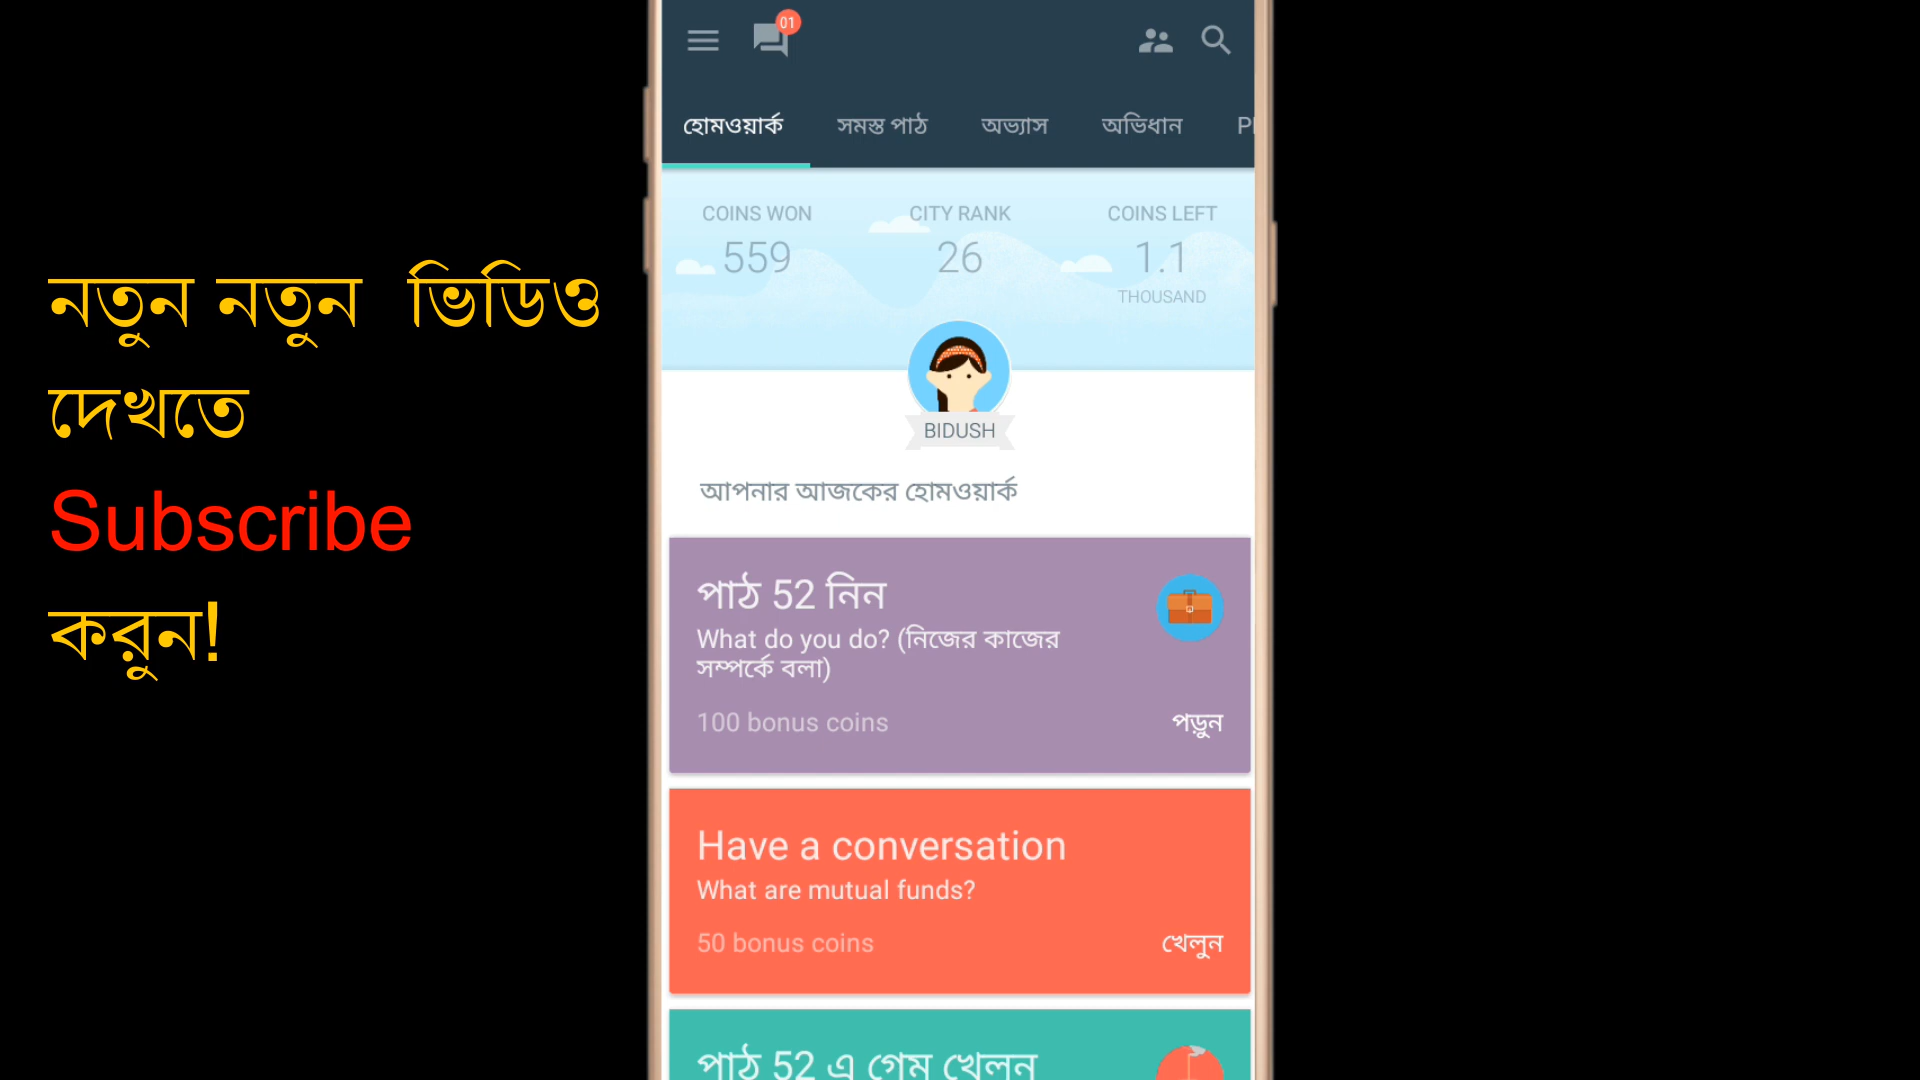 01
হোমওয়ার্ক সমস্ত পাঠ অভ্যাস অভিধান
COINS WON CITY RANK COINS LEFT
559 26 1.1
THOUSAND
BIDUSH
আপনার আজকের হোমওয়ার্ক
পাঠ 52 নিন
What do you do? (নিজের কাজের
সম্পর্কে বলা)
100 bonus coins পড়ুন
Have a conversation
What are mutual funds?
50 bonus coins খেলুন
পাঠ 52 এ গেম খেলুন
নতুন নতুন ভিডিও
দেখতে
Subscribe
করুন!